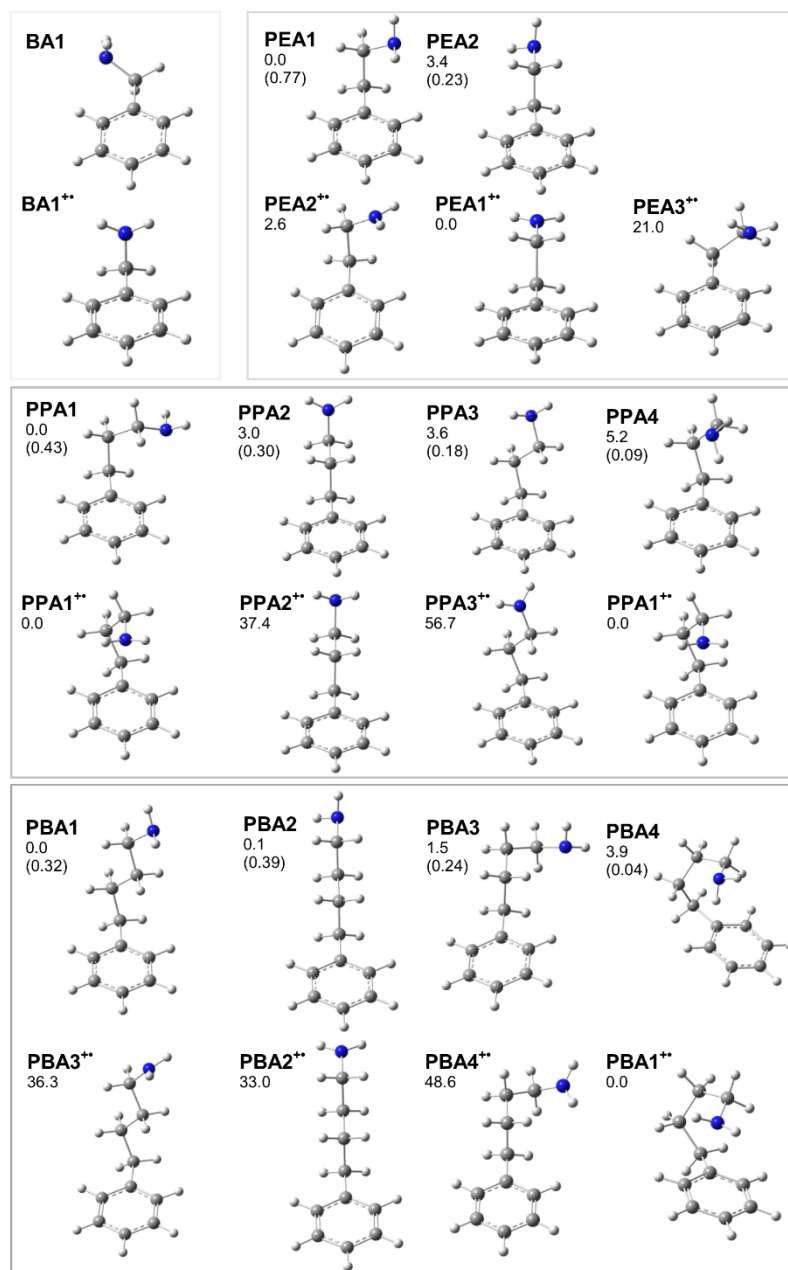 BA1
PEA1
0.0
(0.77)
PEA2
3.4
(0.23)
BA1⁺•
PEA2⁺•
2.6
PEA1⁺•
0.0
PEA3⁺•
21.0
PPA1
0.0
(0.43)
PPA2
3.0
(0.30)
PPA3
3.6
(0.18)
PPA4
5.2
(0.09)
PPA1⁺•
0.0
PPA2⁺•
37.4
PPA3⁺•
56.7
PPA1⁺•
0.0
PBA1
0.0
(0.32)
PBA2
0.1
(0.39)
PBA3
1.5
(0.24)
PBA4
3.9
(0.04)
PBA3⁺•
36.3
PBA2⁺•
33.0
PBA4⁺•
48.6
PBA1⁺•
0.0